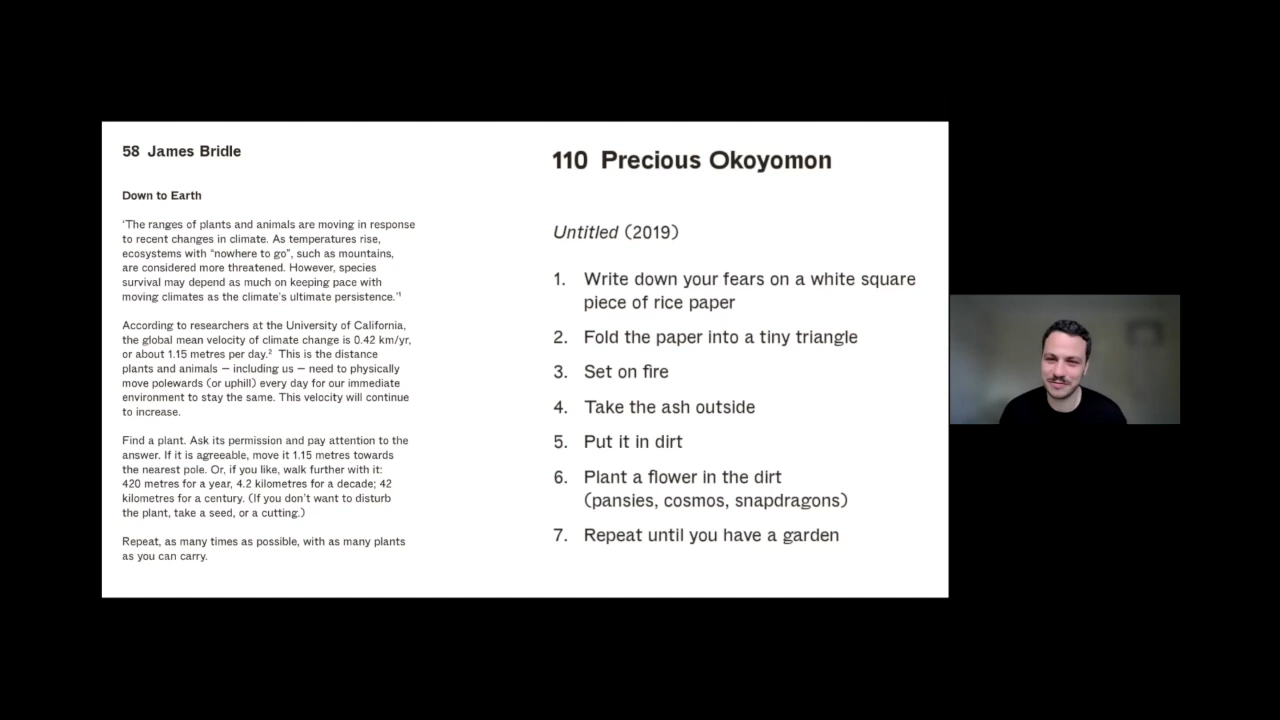 58 James Bridle
Down to Earth
‘The ranges of plants and animals are moving in response
to recent changes in climate. As temperatures rise,
ecosystems with “nowhere to go”, such as mountains,
are considered more threatened. However, species
survival may depend as much on keeping pace with
moving climates as the climate’s ultimate persistence.’¹
According to researchers at the University of California,
the global mean velocity of climate change is 0.42 km/yr,
or about 1.15 metres per day.² This is the distance
plants and animals — including us — need to physically
move polewards (or uphill) every day for our immediate
environment to stay the same. This velocity will continue
to increase.
Find a plant. Ask its permission and pay attention to the
answer. If it is agreeable, move it 1.15 metres towards
the nearest pole. Or, if you like, walk further with it:
420 metres for a year, 4.2 kilometres for a decade; 42
kilometres for a century. (If you don’t want to disturb
the plant, take a seed, or a cutting.)
Repeat, as many times as possible, with as many plants
as you can carry.
110 Precious Okoyomon
Untitled (2019)
1. Write down your fears on a white square
piece of rice paper
2. Fold the paper into a tiny triangle
3. Set on fire
4. Take the ash outside
5. Put it in dirt
6. Plant a flower in the dirt
(pansies, cosmos, snapdragons)
7. Repeat until you have a garden